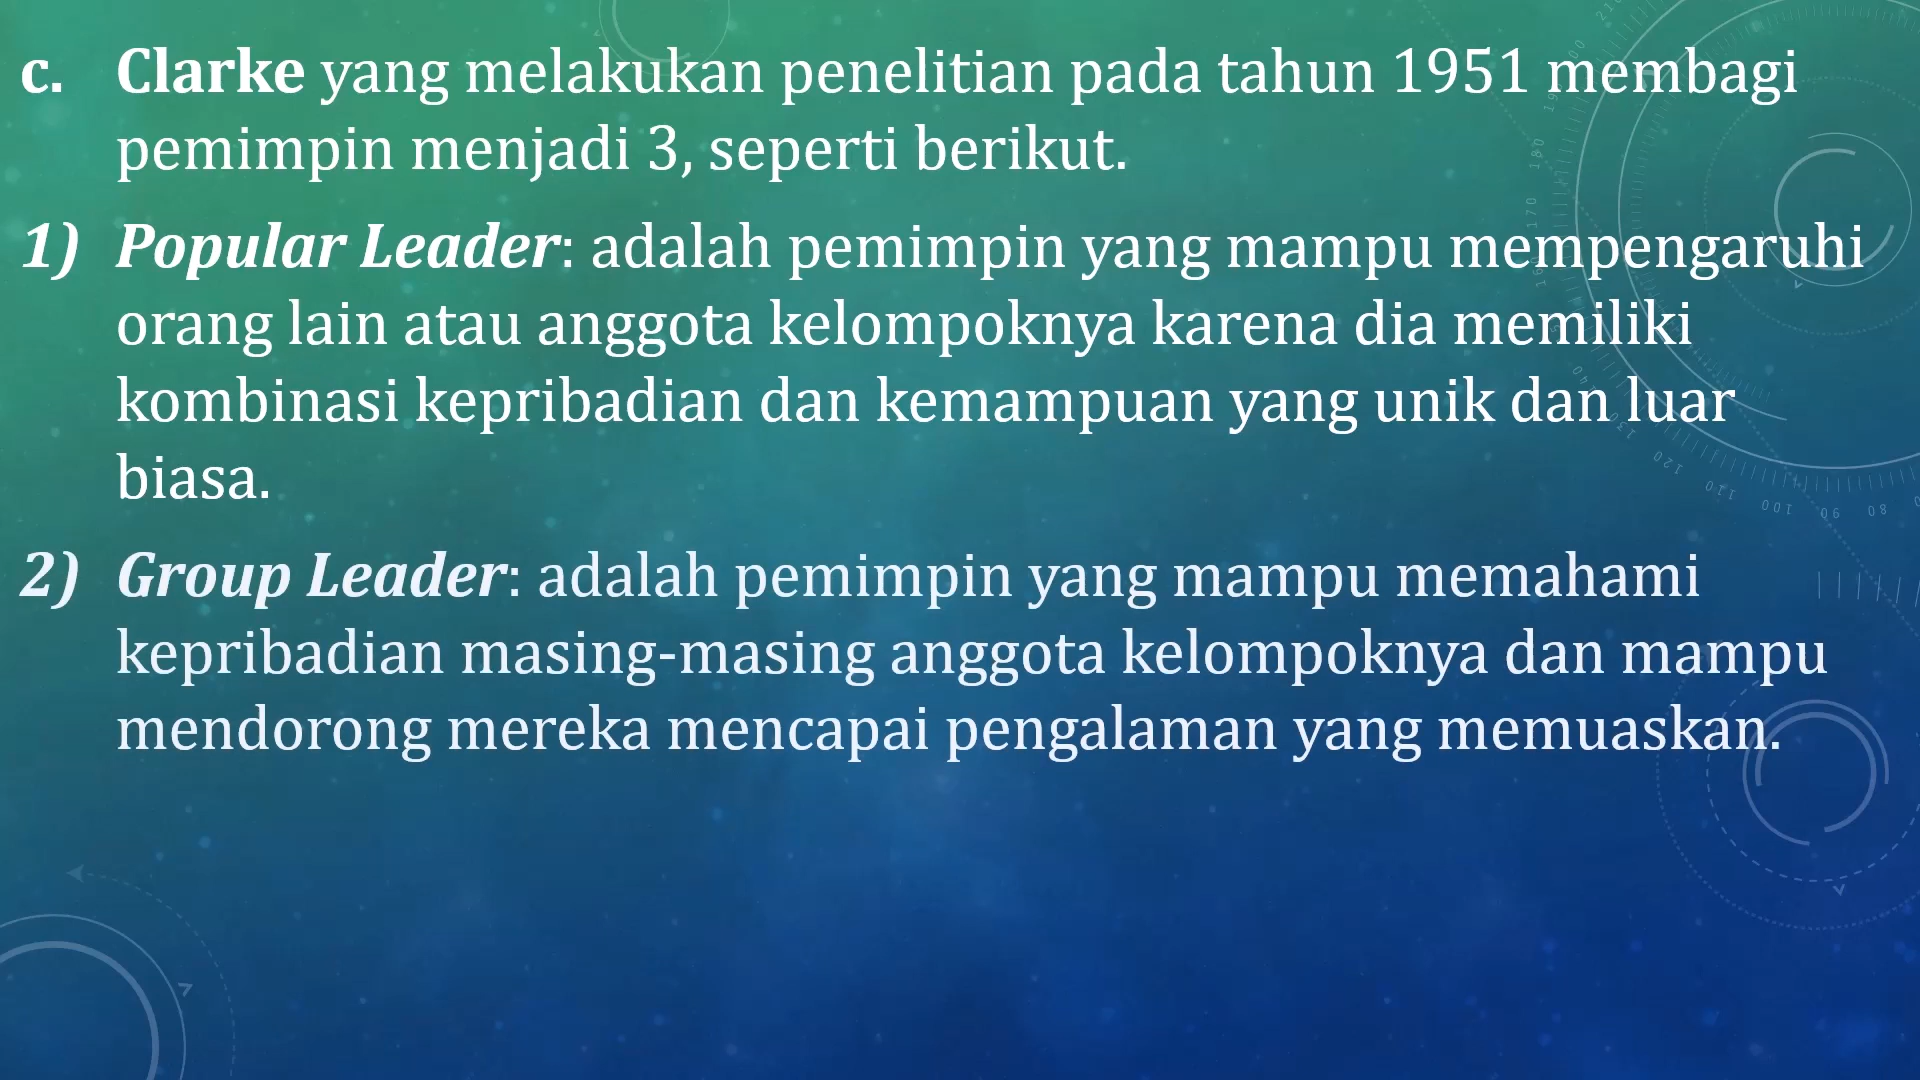 c. Clarke yang melakukan penelitian pada tahun 1951 membagi
pemimpin menjadi 3, seperti berikut.
1) Popular Leader: adalah pemimpin yang mampu mempengaruhi
orang lain atau anggota kelompoknya karena dia memiliki
kombinasi kepribadian dan kemampuan yang unik dan luar
biasa.
2) Group Leader: adalah pemimpin yang mampu memahami
kepribadian masing-masing anggota kelompoknya dan mampu
mendorong mereka mencapai pengalaman yang memuaskan.